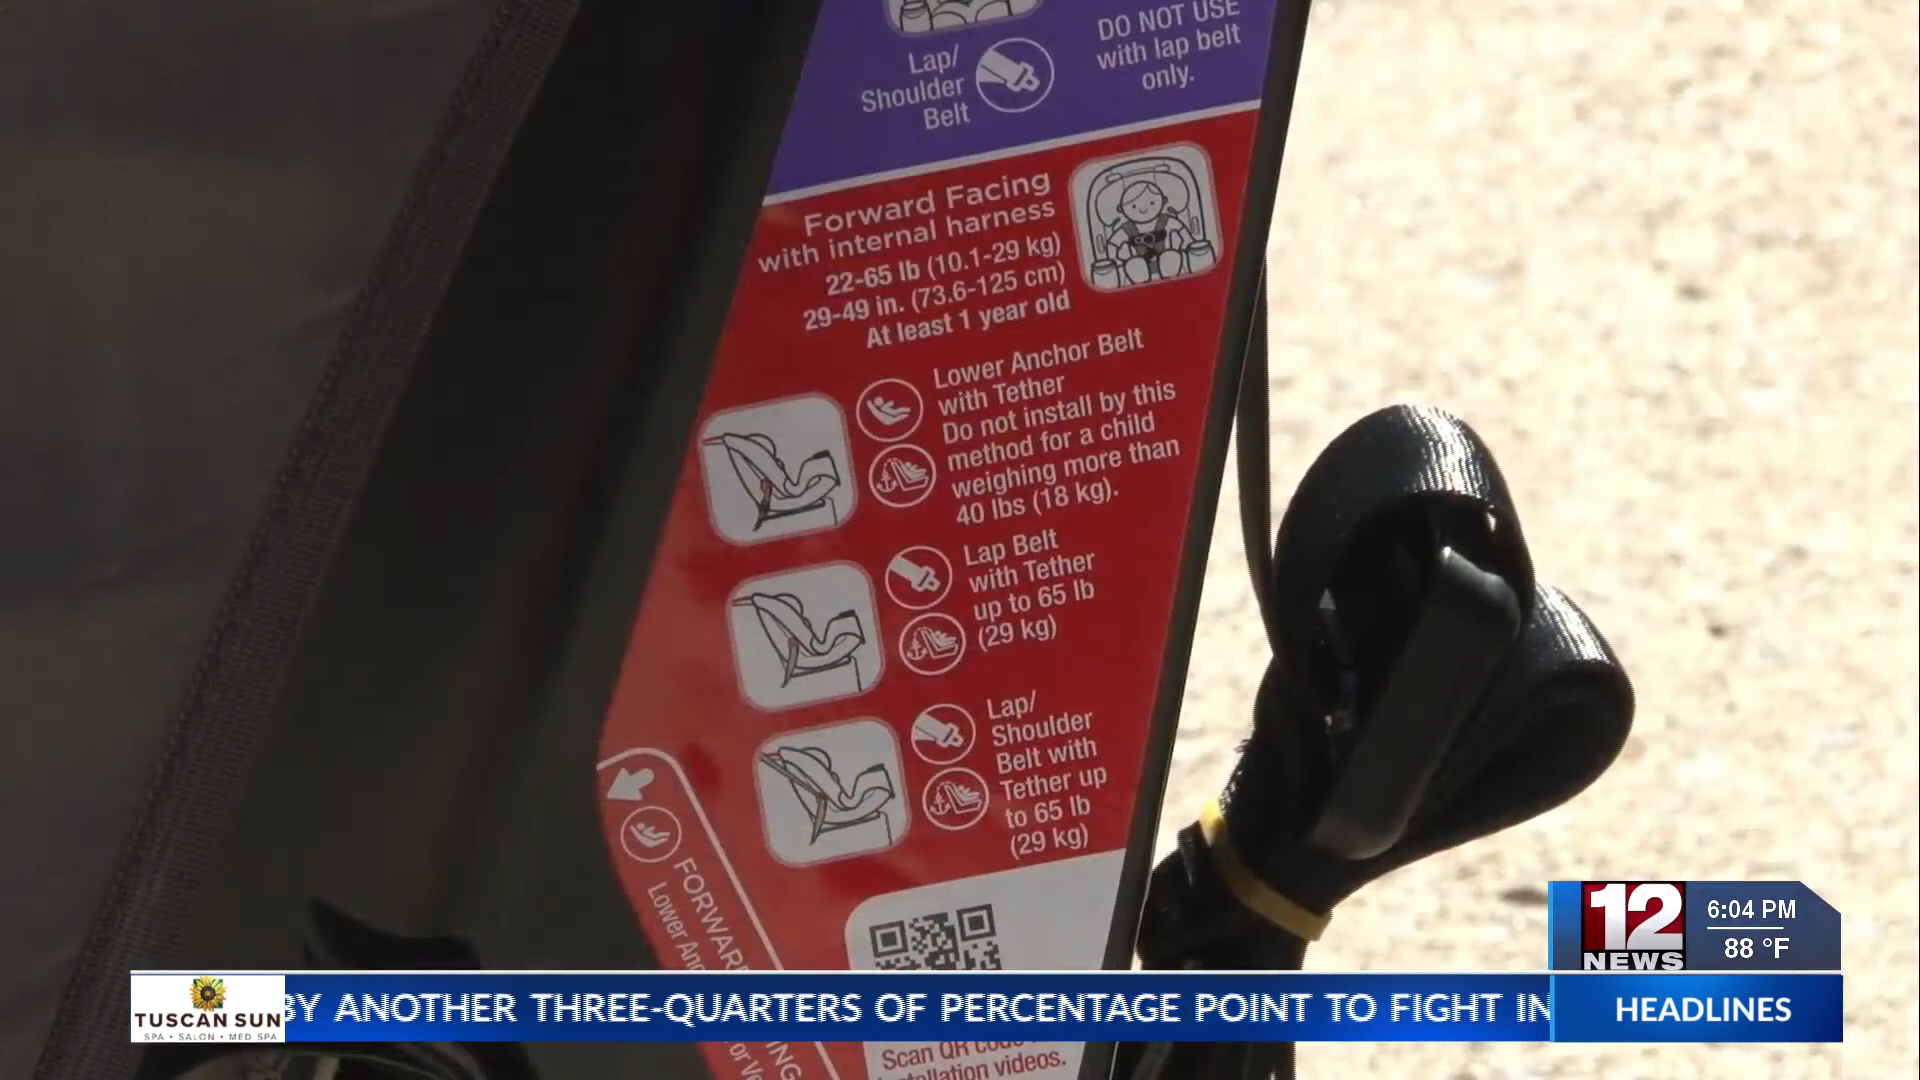 DO NOT USE
with lap belt
only.
Lap/
Shoulder
Belt
Forward Facing
with internal harness
22-65 lb (10.1-29 kg)
29-49 in. (73.6-125 cm)
At least 1 year old
Lower Anchor Belt
with Tether
Do not install by this
method for a child
weighing more than
40 lbs (18 kg).
Lap Belt
with Tether
up to 65 lb
(29 kg)
Lap/
Shoulder
Belt with
Tether up
to 65 lb
(29 kg)
FORWARD
Lower
ING
or
Scan QR code
installation videos.
12
NEWS
6:04 PM
88 °F
TUSCAN SUN
SPA • SALON • MED SPA
BY ANOTHER THREE-QUARTERS OF PERCENTAGE POINT TO FIGHT IN
HEADLINES